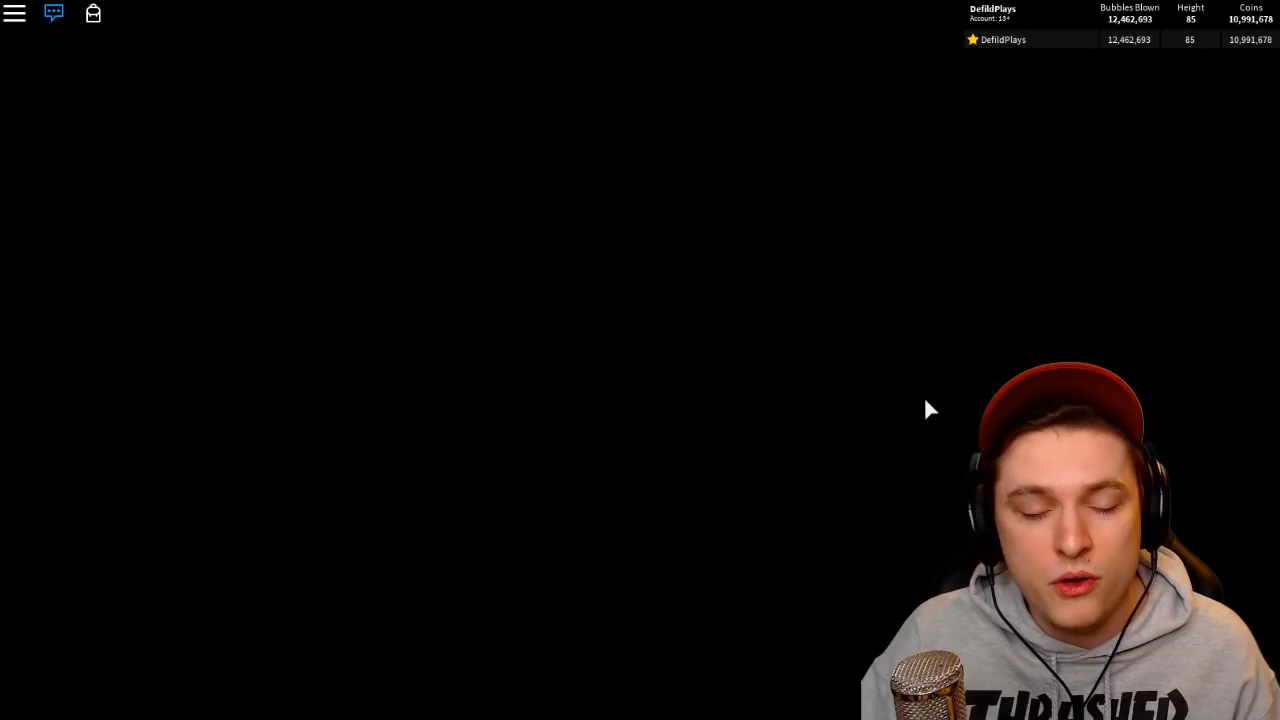 DefildPlays Bubbles Blown Height Coins
Account: 13+ 12,462,693 85 10,991,678
DefildPlays 12,462,693 85 10,991,678
THRASHER